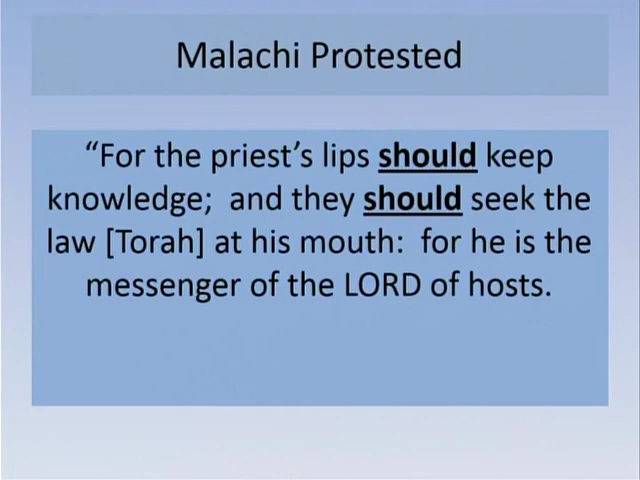 Malachi Protested
“For the priest’s lips should keep
knowledge;  and they should seek the
law [Torah] at his mouth:  for he is the
messenger of the LORD of hosts.